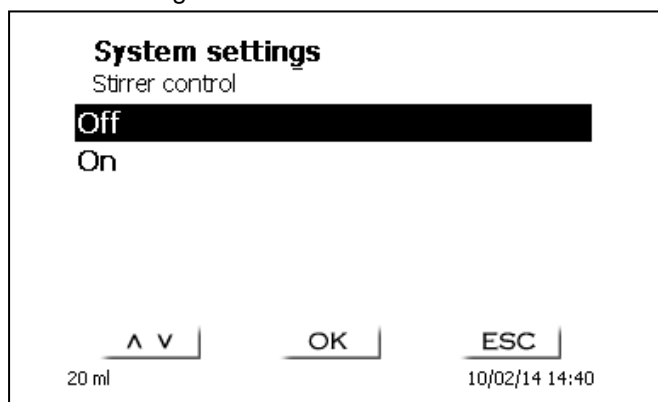 System settings
Stirrer control
Off
On
∧ ∨ OK ESC
20 ml 10/02/14 14:40